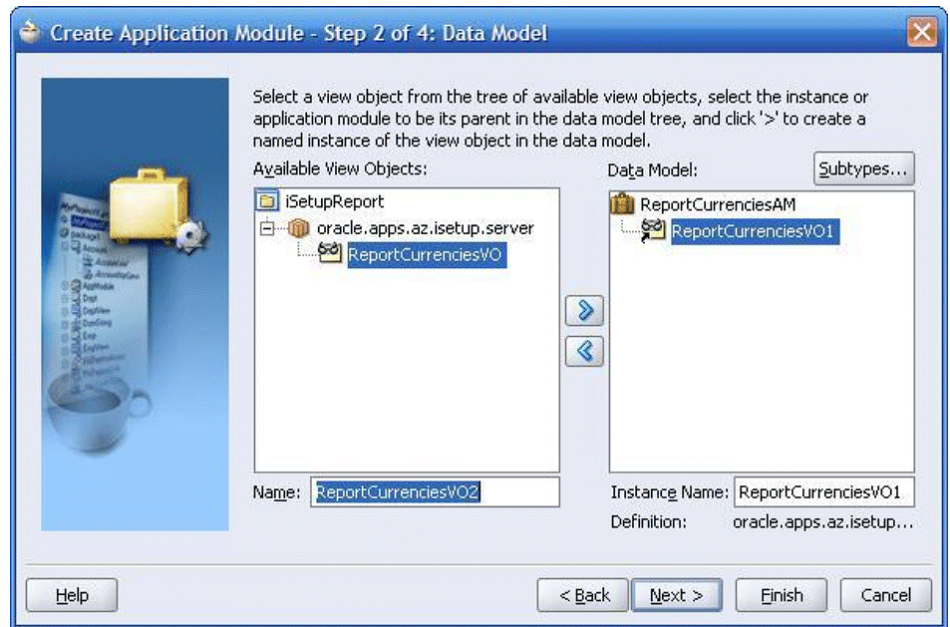 Create Application Module - Step 2 of 4: Data Model
Select a view object from the tree of available view objects, select the instance or
application module to be its parent in the data model tree, and click '>' to create a
named instance of the view object in the data model.
Available View Objects:
iSetupReport
oracle.apps.az.isetup.server
ReportCurrenciesVO
Name: ReportCurrenciesVO2
Data Model:
Subtypes...
ReportCurrenciesAM
ReportCurrenciesVO1
Instance Name: ReportCurrenciesVO1
Definition: oracle.apps.az.isetup...
Help
< Back
Next >
Finish
Cancel